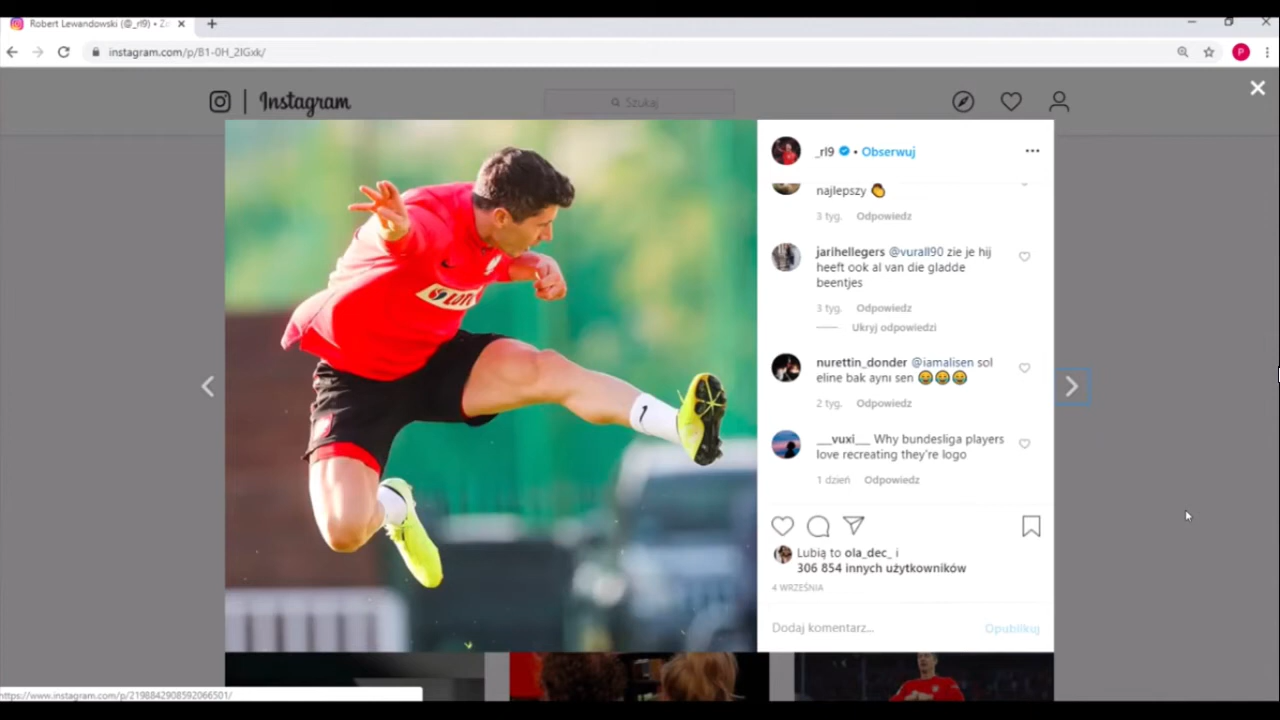 Robert Lewandowski (@_rl9) • Z
instagram.com/p/B1-0H_2IGxk/
P
Instagram
Szukaj
_rl9 • Obserwuj
najlepszy 👏
3 tyg. Odpowiedz
jarihellegers @vurall90 zie je hij
heeft ook al van die gladde
beentjes
3 tyg. Odpowiedz
Ukryj odpowiedzi
nurettin_donder @iamalisen sol
eline bak aynı sen 😂😂😂
2 tyg. Odpowiedz
___vuxi___ Why bundesliga players
love recreating they're logo
1 dzień Odpowiedz
Lubią to ola_dec_ i
306 854 innych użytkowników
4 WRZEŚNIA
Dodaj komentarz... Opublikuj
https://www.instagram.com/p/2198842908592066501/